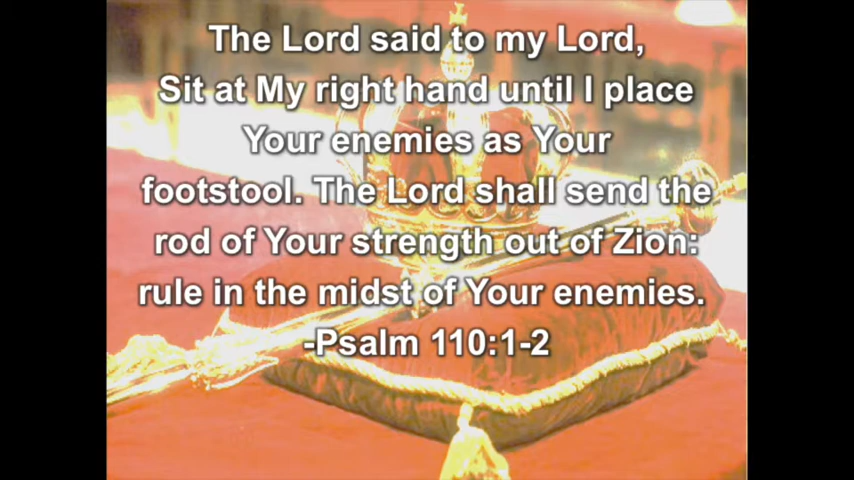 The Lord said to my Lord,
Sit at My right hand until I place
Your enemies as Your
footstool. The Lord shall send the
rod of Your strength out of Zion:
rule in the midst of Your enemies.
-Psalm 110:1-2